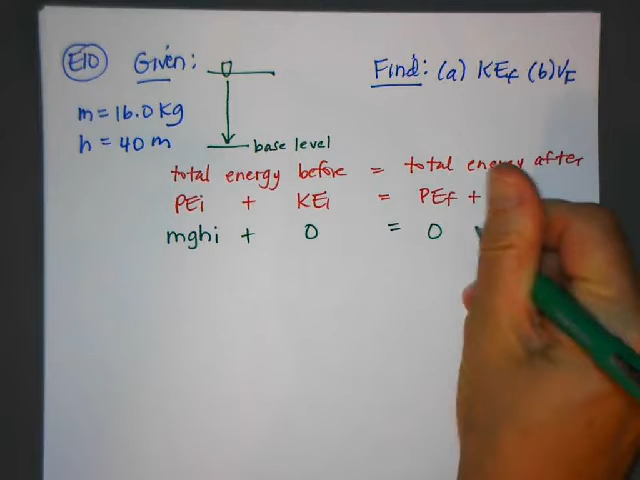 E10 Given: Find: (a) KEf (b) VF
m = 16.0 Kg
h = 40 m
base level
total energy before = total energy after
PEi + KEi = PEf +
mghi + 0 = 0